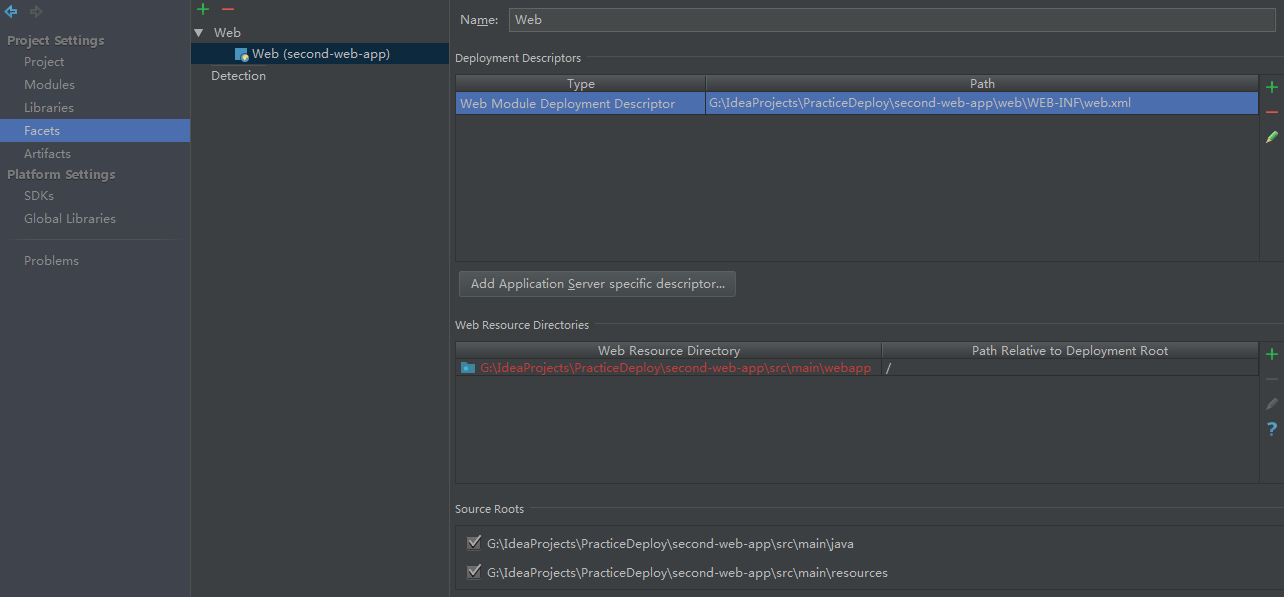 Project Settings
Project
Modules
Libraries
Facets
Artifacts
Platform Settings
SDKs
Global Libraries
Problems
Web
Web (second-web-app)
Detection
Name: Web
Deployment Descriptors
Type Path
Web Module Deployment Descriptor G:\IdeaProjects\PracticeDeploy\second-web-app\web\WEB-INF\web.xml
Add Application Server specific descriptor...
Web Resource Directories
Web Resource Directory Path Relative to Deployment Root
G:\IdeaProjects\PracticeDeploy\second-web-app\src\main\webapp /
Source Roots
G:\IdeaProjects\PracticeDeploy\second-web-app\src\main\java
G:\IdeaProjects\PracticeDeploy\second-web-app\src\main\resources